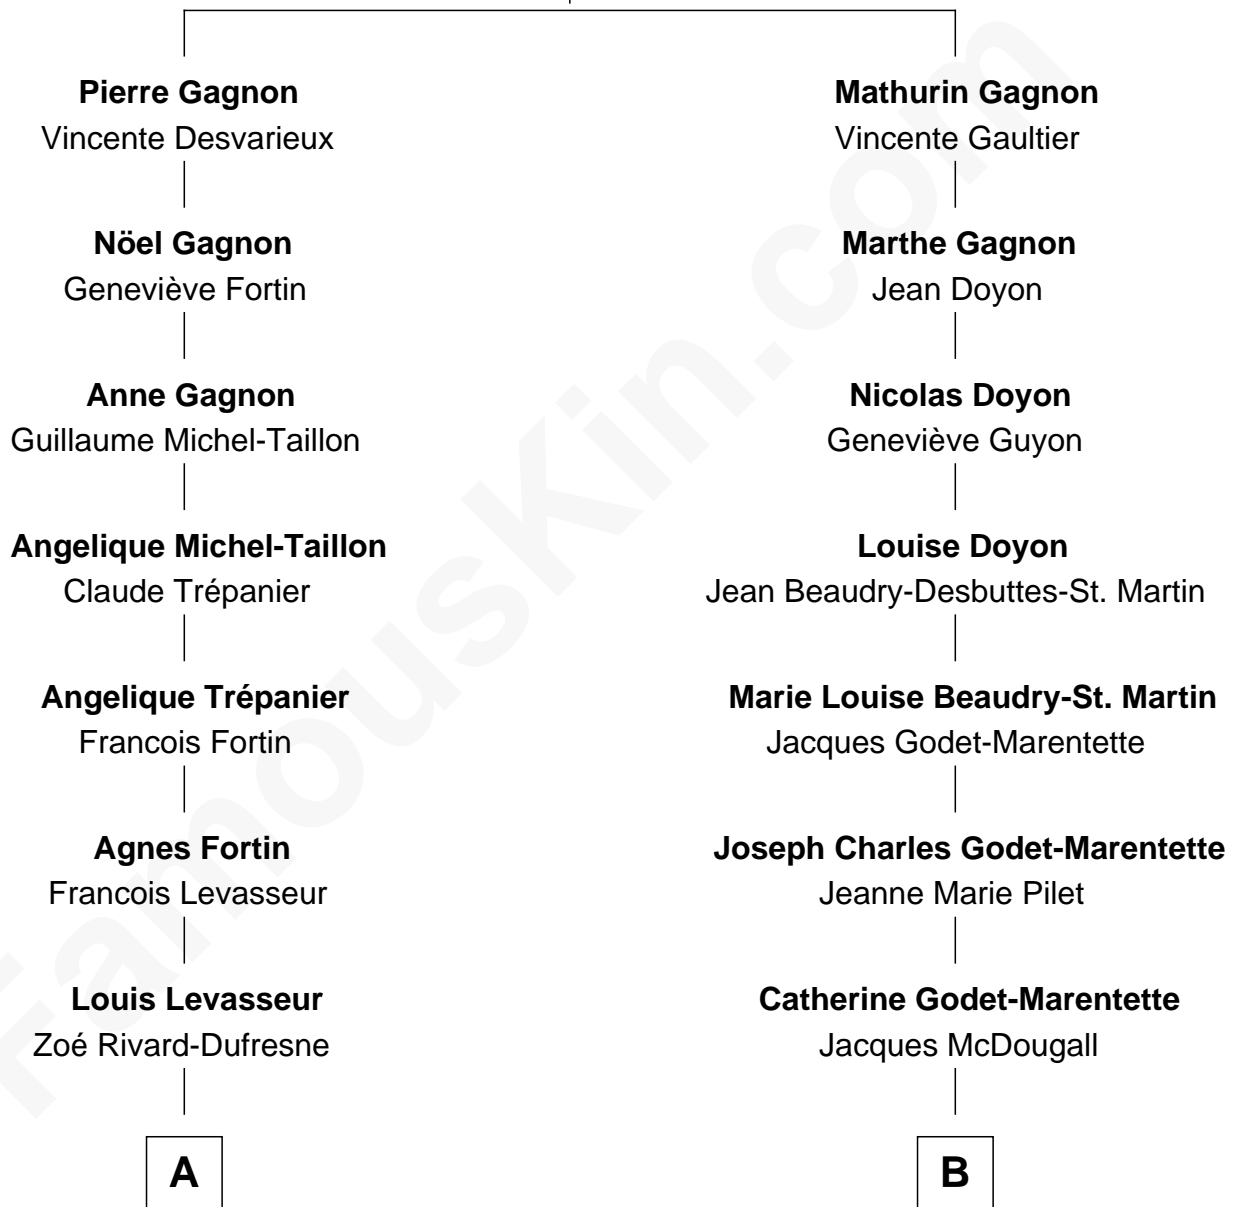 Pierre Gagnon
Vincente Desvarieux
Nöel Gagnon
Geneviève Fortin
Anne Gagnon
Guillaume Michel-Taillon
Angelique Michel-Taillon
Claude Trépanier
Angelique Trépanier
Francois Fortin
Agnes Fortin
Francois Levasseur
Louis Levasseur
Zoé Rivard-Dufresne
A
Mathurin Gagnon
Vincente Gaultier
Marthe Gagnon
Jean Doyon
Nicolas Doyon
Geneviève Guyon
Louise Doyon
Jean Beaudry-Desbuttes-St. Martin
Marie Louise Beaudry-St. Martin
Jacques Godet-Marentette
Joseph Charles Godet-Marentette
Jeanne Marie Pilet
Catherine Godet-Marentette
Jacques McDougall
B
FamousKin.com